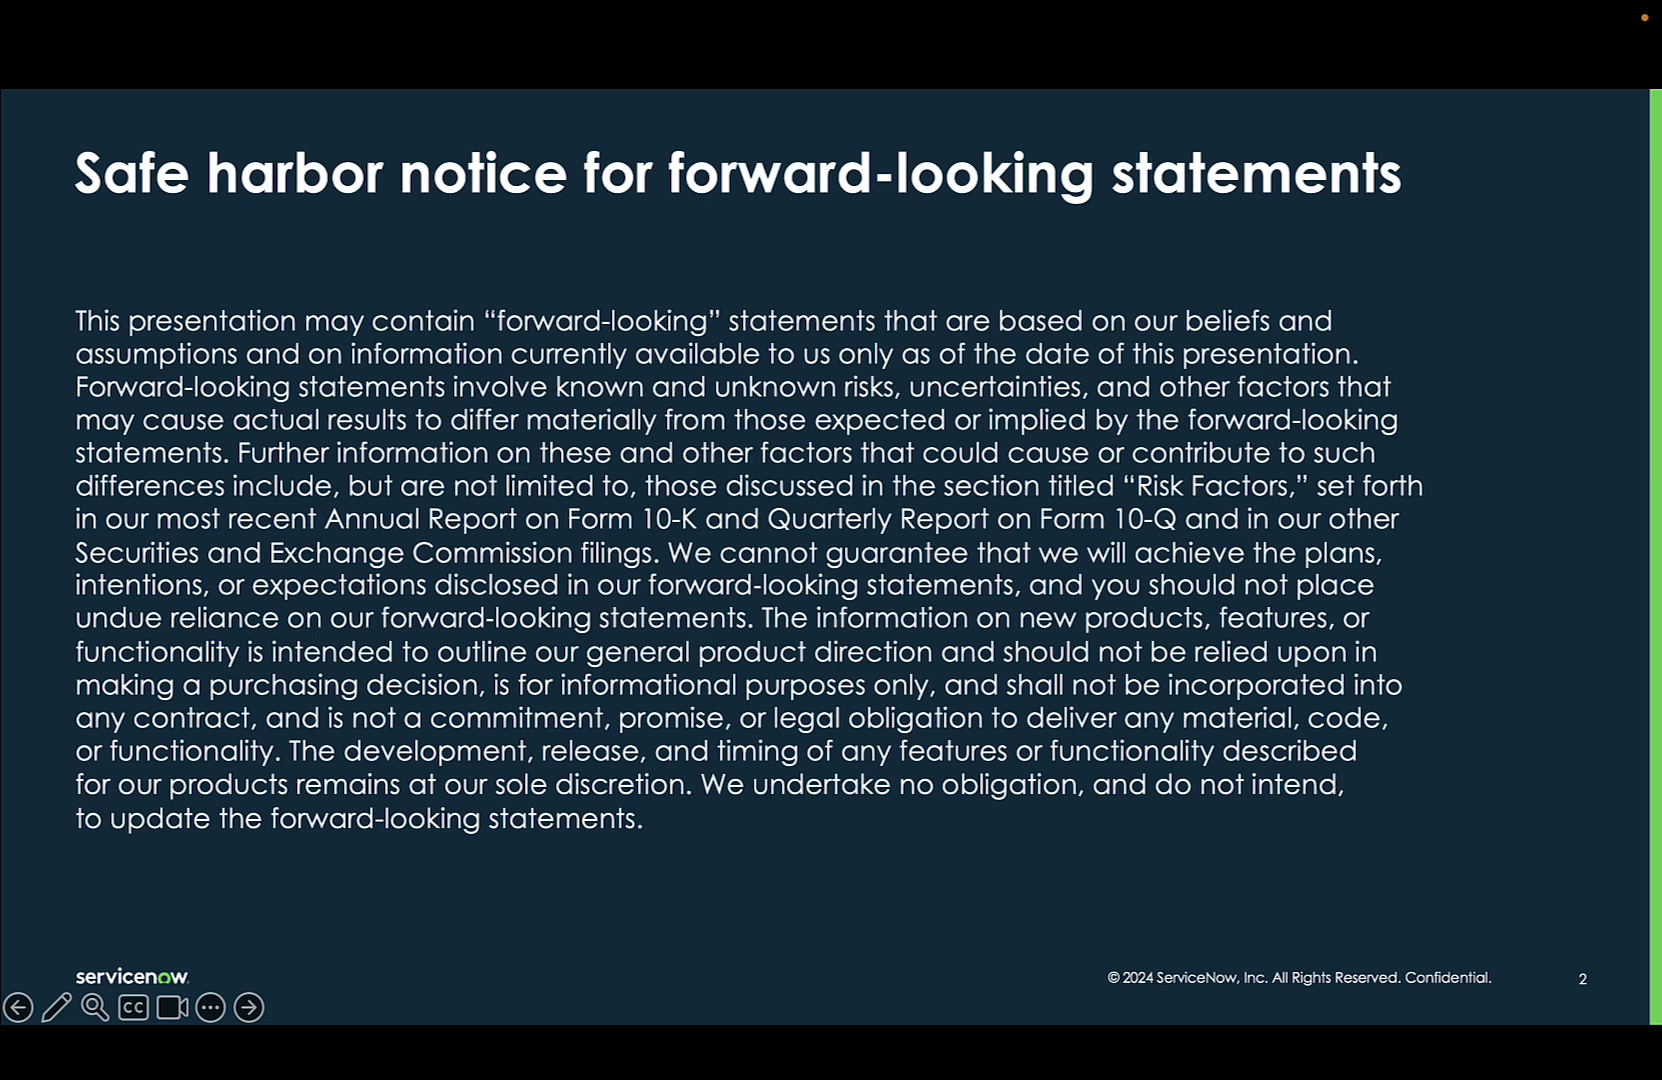 Safe harbor notice for forward-looking statements
This presentation may contain “forward-looking” statements that are based on our beliefs and
assumptions and on information currently available to us only as of the date of this presentation.
Forward-looking statements involve known and unknown risks, uncertainties, and other factors that
may cause actual results to differ materially from those expected or implied by the forward-looking
statements. Further information on these and other factors that could cause or contribute to such
differences include, but are not limited to, those discussed in the section titled “Risk Factors,” set forth
in our most recent Annual Report on Form 10-K and Quarterly Report on Form 10-Q and in our other
Securities and Exchange Commission filings. We cannot guarantee that we will achieve the plans,
intentions, or expectations disclosed in our forward-looking statements, and you should not place
undue reliance on our forward-looking statements. The information on new products, features, or
functionality is intended to outline our general product direction and should not be relied upon in
making a purchasing decision, is for informational purposes only, and shall not be incorporated into
any contract, and is not a commitment, promise, or legal obligation to deliver any material, code,
or functionality. The development, release, and timing of any features or functionality described
for our products remains at our sole discretion. We undertake no obligation, and do not intend,
to update the forward-looking statements.
servicenow
© 2024 ServiceNow, Inc. All Rights Reserved. Confidential.
2
CC